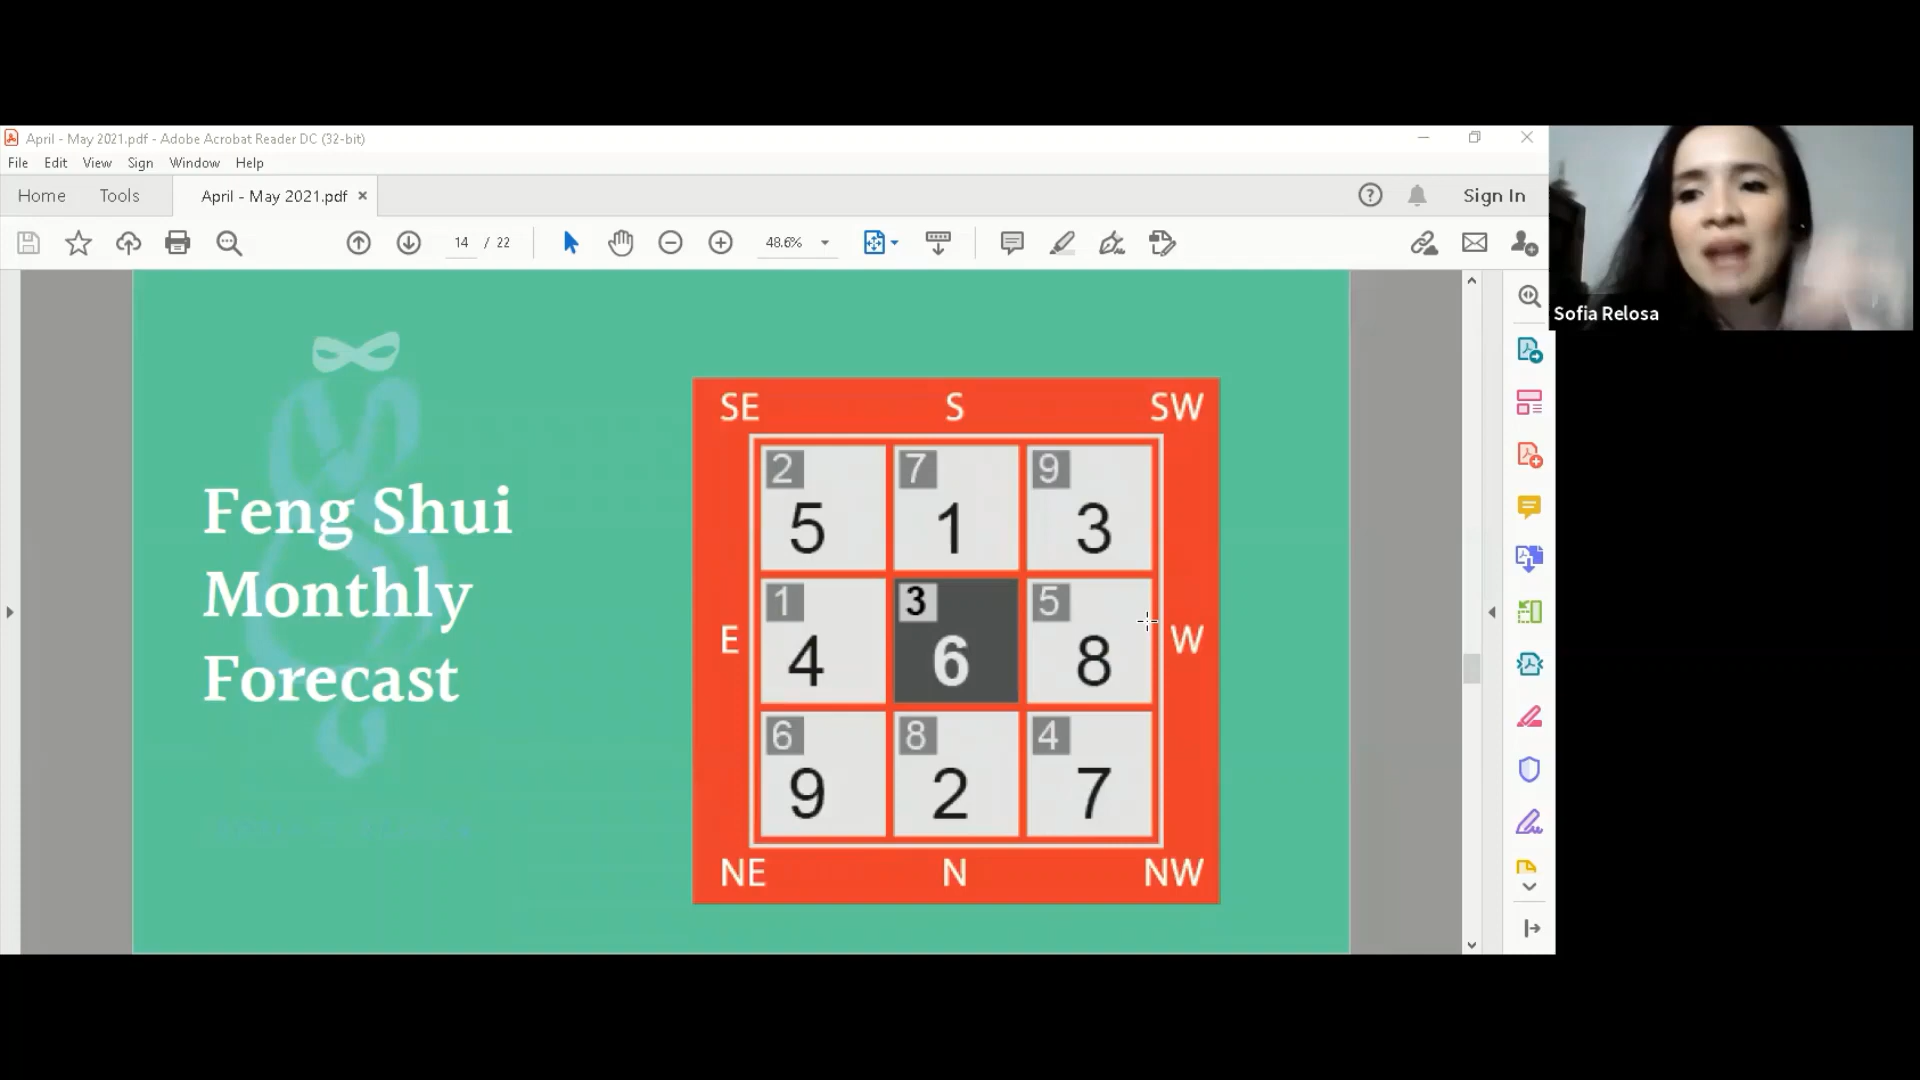 April - May 2021.pdf - Adobe Acrobat Reader DC (32-bit)
File Edit View Sign Window Help
Home Tools April - May 2021.pdf × Sign In
14 / 22 48.6%
Sofia Relosa
Feng Shui
Monthly
Forecast
SE S SW
2 7 9
5 1 3
1 3 5
E 4 6 8 W
6 8 4
9 2 7
NE N NW